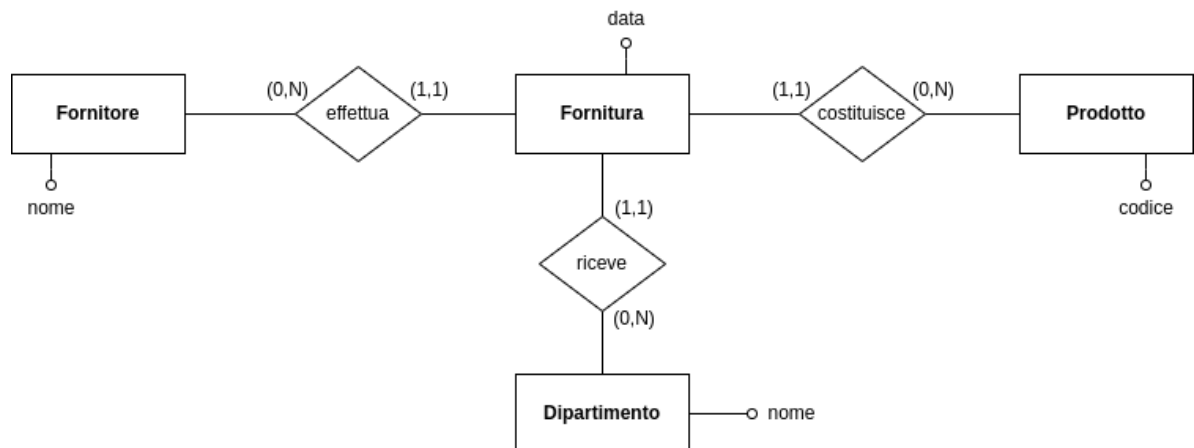 data
(0,N)
(1,1)
(1,1)
(0,N)
Fornitore
effettua
Fornitura
costituisce
Prodotto
nome
codice
(1,1)
riceve
(0,N)
Dipartimento
nome